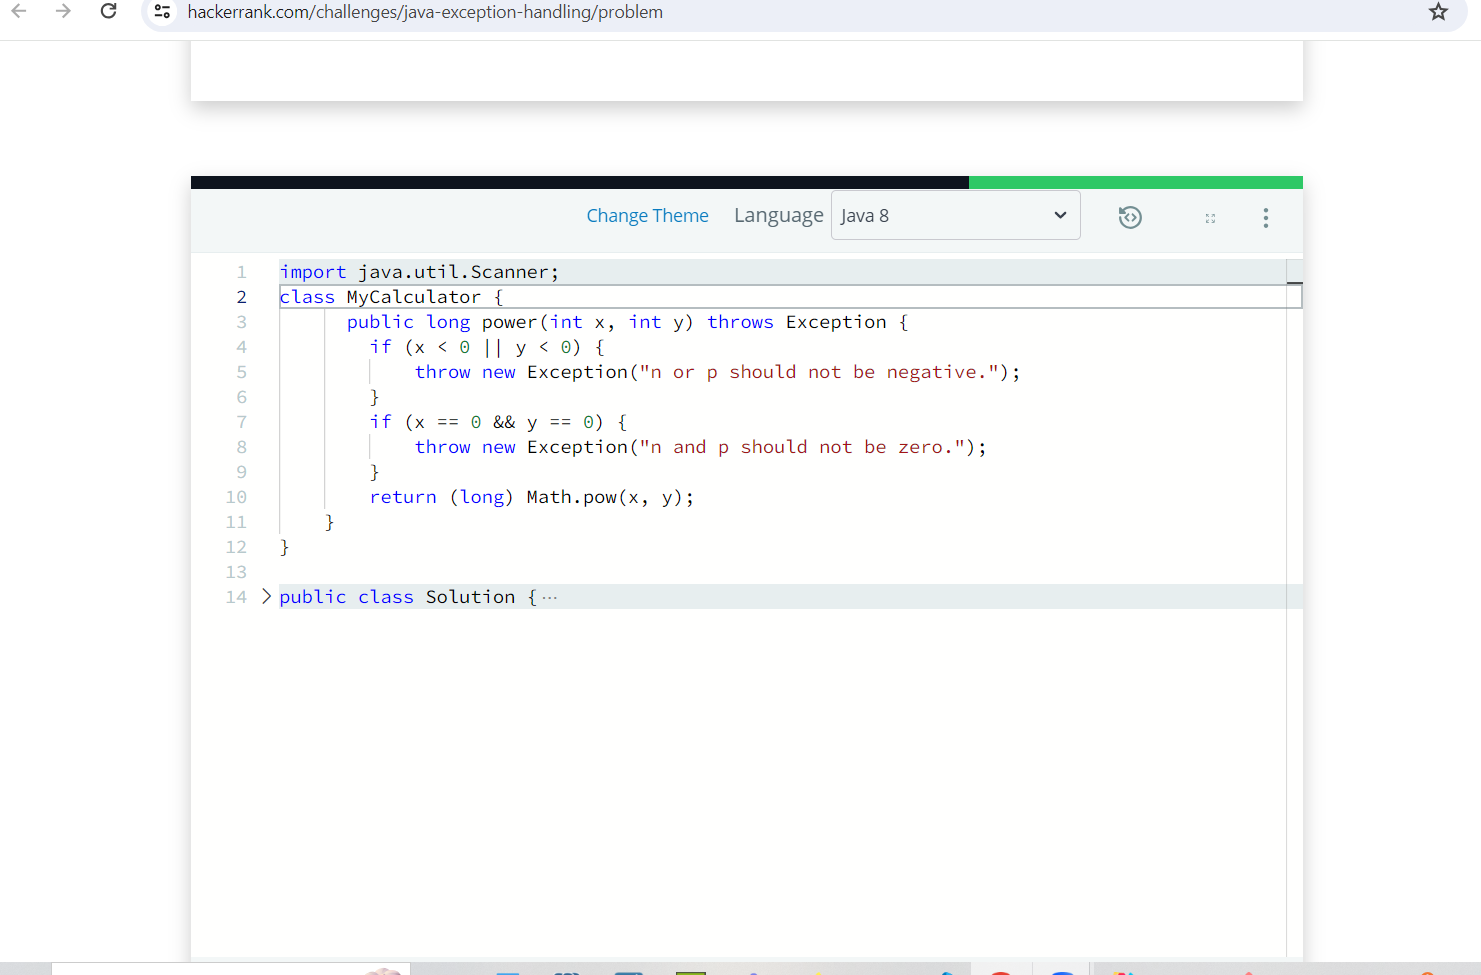 hackerrank.com/challenges/java-exception-handling/problem
Change Theme Language Java 8
1 import java.util.Scanner;
2 class MyCalculator {
3 public long power(int x, int y) throws Exception {
4 if (x < 0 || y < 0) {
5 throw new Exception("n or p should not be negative.");
6 }
7 if (x == 0 && y == 0) {
8 throw new Exception("n and p should not be zero.");
9 }
10 return (long) Math.pow(x, y);
11 }
12 }
13
14 public class Solution { ···